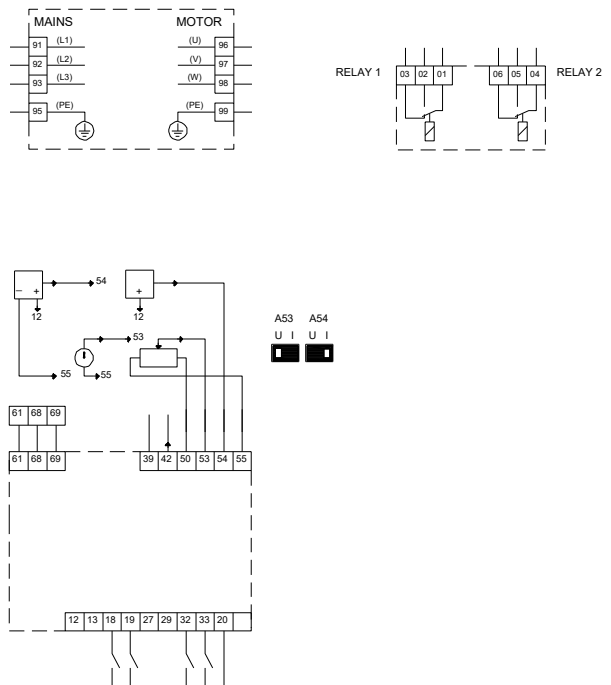 MAINS MOTOR
91 (L1) (U) 96
92 (L2) (V) 97
93 (L3) (W) 98
95 (PE) (PE) 99
RELAY 1 03 02 01 06 05 04 RELAY 2
54
− + +
12 12
53
55 55
A53 A54
U I U I
61 68 69
61 68 69 39 42 50 53 54 55
12 13 18 19 27 29 32 33 20